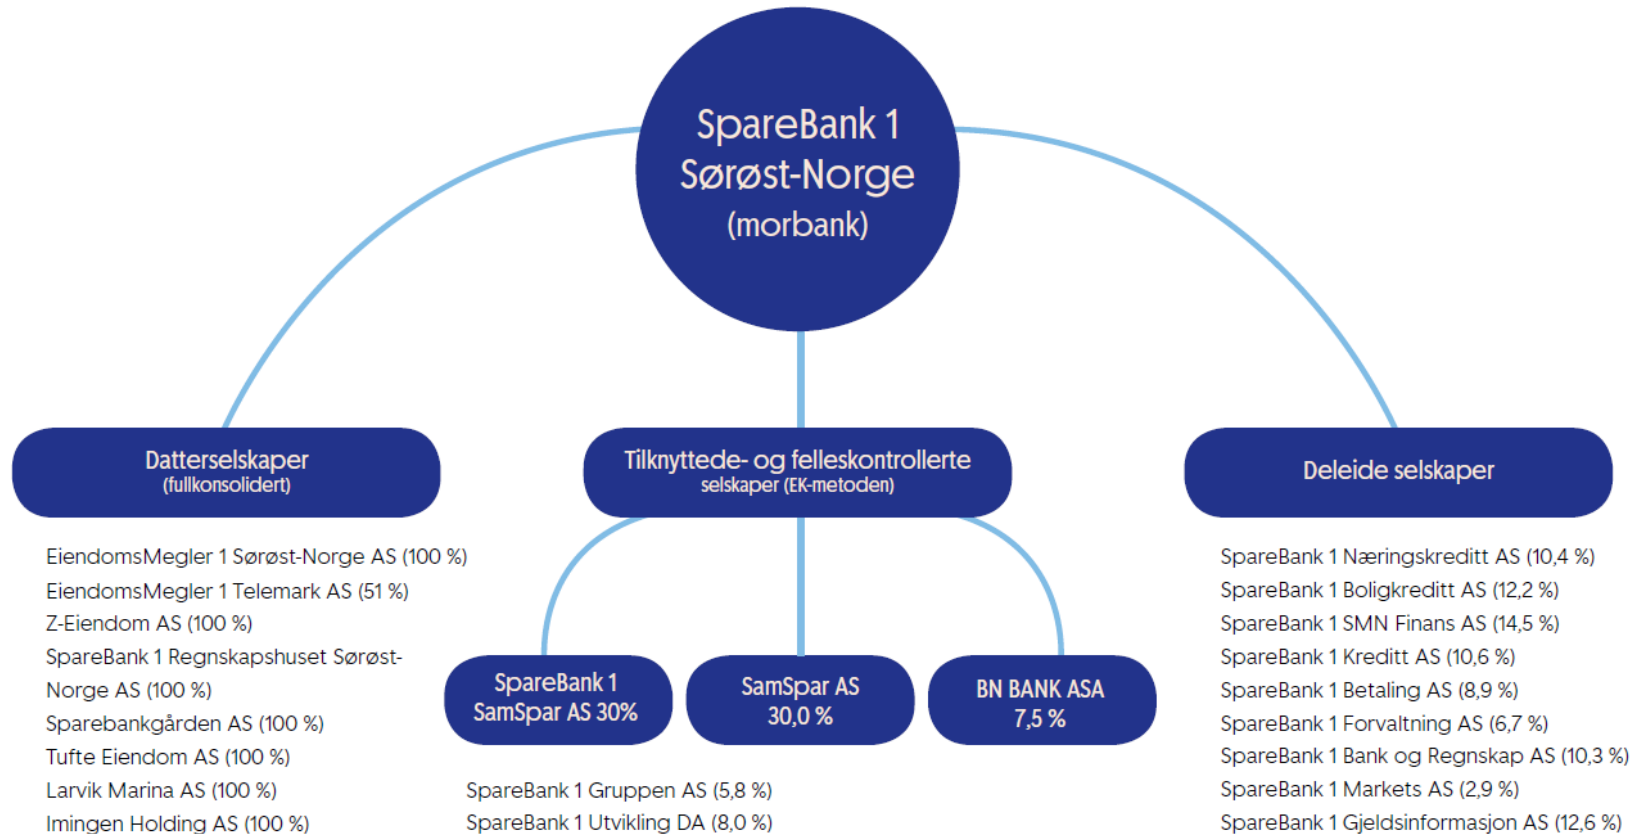 SpareBank 1
Sørøst-Norge
(morbank)
Datterselskaper
(fullkonsolidert)
EiendomsMegler 1 Sørøst-Norge AS (100 %)
EiendomsMegler 1 Telemark AS (51 %)
Z-Eiendom AS (100 %)
SpareBank 1 Regnskapshuset Sørøst-
Norge AS (100 %)
Sparebankgården AS (100 %)
Tufte Eiendom AS (100 %)
Larvik Marina AS (100 %)
Imingen Holding AS (100 %)
Tilknyttede- og felleskontrollerte
selskaper (EK-metoden)
SpareBank 1
SamSpar AS 30%
SamSpar AS
30,0 %
BN BANK ASA
7,5 %
SpareBank 1 Gruppen AS (5,8 %)
SpareBank 1 Utvikling DA (8,0 %)
Deleide selskaper
SpareBank 1 Næringskreditt AS (10,4 %)
SpareBank 1 Boligkreditt AS (12,2 %)
SpareBank 1 SMN Finans AS (14,5 %)
SpareBank 1 Kreditt AS (10,6 %)
SpareBank 1 Betaling AS (8,9 %)
SpareBank 1 Forvaltning AS (6,7 %)
SpareBank 1 Bank og Regnskap AS (10,3 %)
SpareBank 1 Markets AS (2,9 %)
SpareBank 1 Gjeldsinformasjon AS (12,6 %)